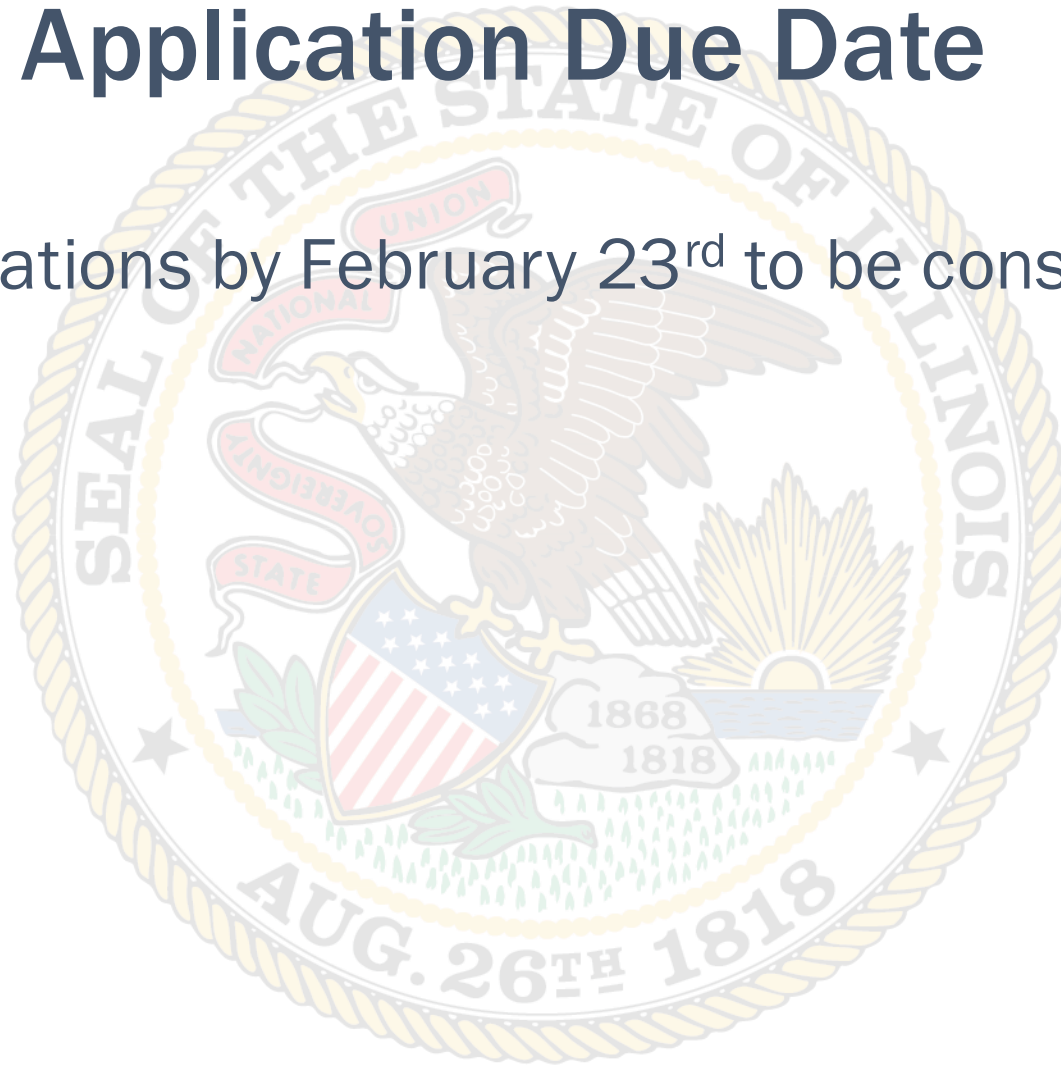 Application Due Date
ations by February 23rd to be cons
SEAL OF THE STATE OF ILLINOIS
NATIONAL UNION
STATE SOVEREIGNTY
1868
1818
AUG. 26TH 1818